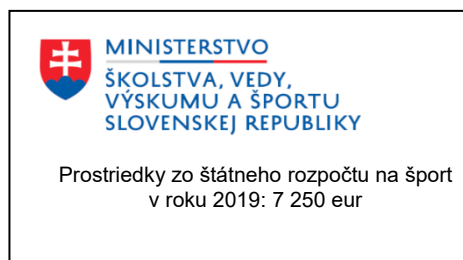 MINISTERSTVO
ŠKOLSTVA, VEDY,
VÝSKUMU A ŠPORTU
SLOVENSKEJ REPUBLIKY
Prostriedky zo štátneho rozpočtu na šport
v roku 2019: 7 250 eur